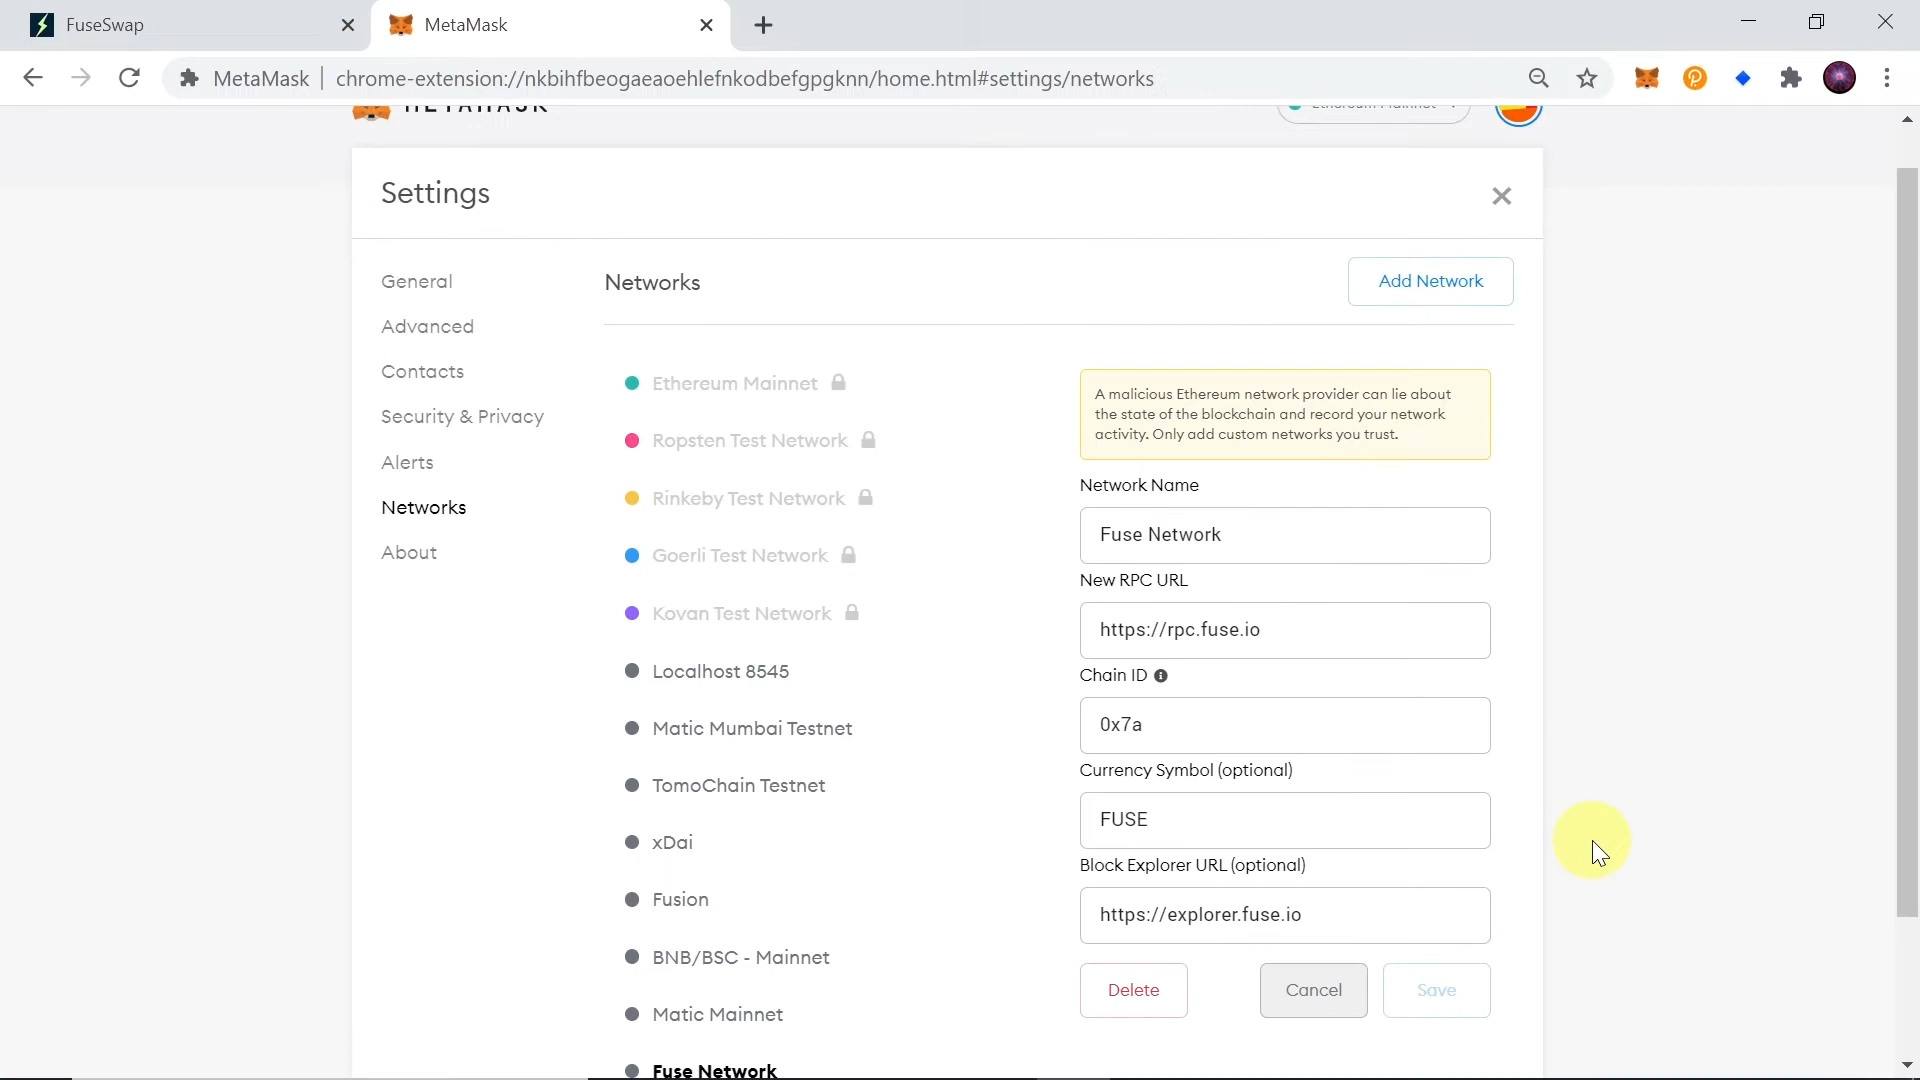 FuseSwap
MetaMask
MetaMask
chrome-extension://nkbihfbeogaeaoehlefnkodbefgpgknn/home.html#settings/networks
METAMASK
Ethereum Mainnet
Settings
General
Advanced
Contacts
Security & Privacy
Alerts
Networks
About
Networks
Add Network
Ethereum Mainnet
Ropsten Test Network
Rinkeby Test Network
Goerli Test Network
Kovan Test Network
Localhost 8545
Matic Mumbai Testnet
TomoChain Testnet
xDai
Fusion
BNB/BSC - Mainnet
Matic Mainnet
Fuse Network
A malicious Ethereum network provider can lie about
the state of the blockchain and record your network
activity. Only add custom networks you trust.
Network Name
Fuse Network
New RPC URL
https://rpc.fuse.io
Chain ID
0x7a
Currency Symbol (optional)
FUSE
Block Explorer URL (optional)
https://explorer.fuse.io
Delete
Cancel
Save